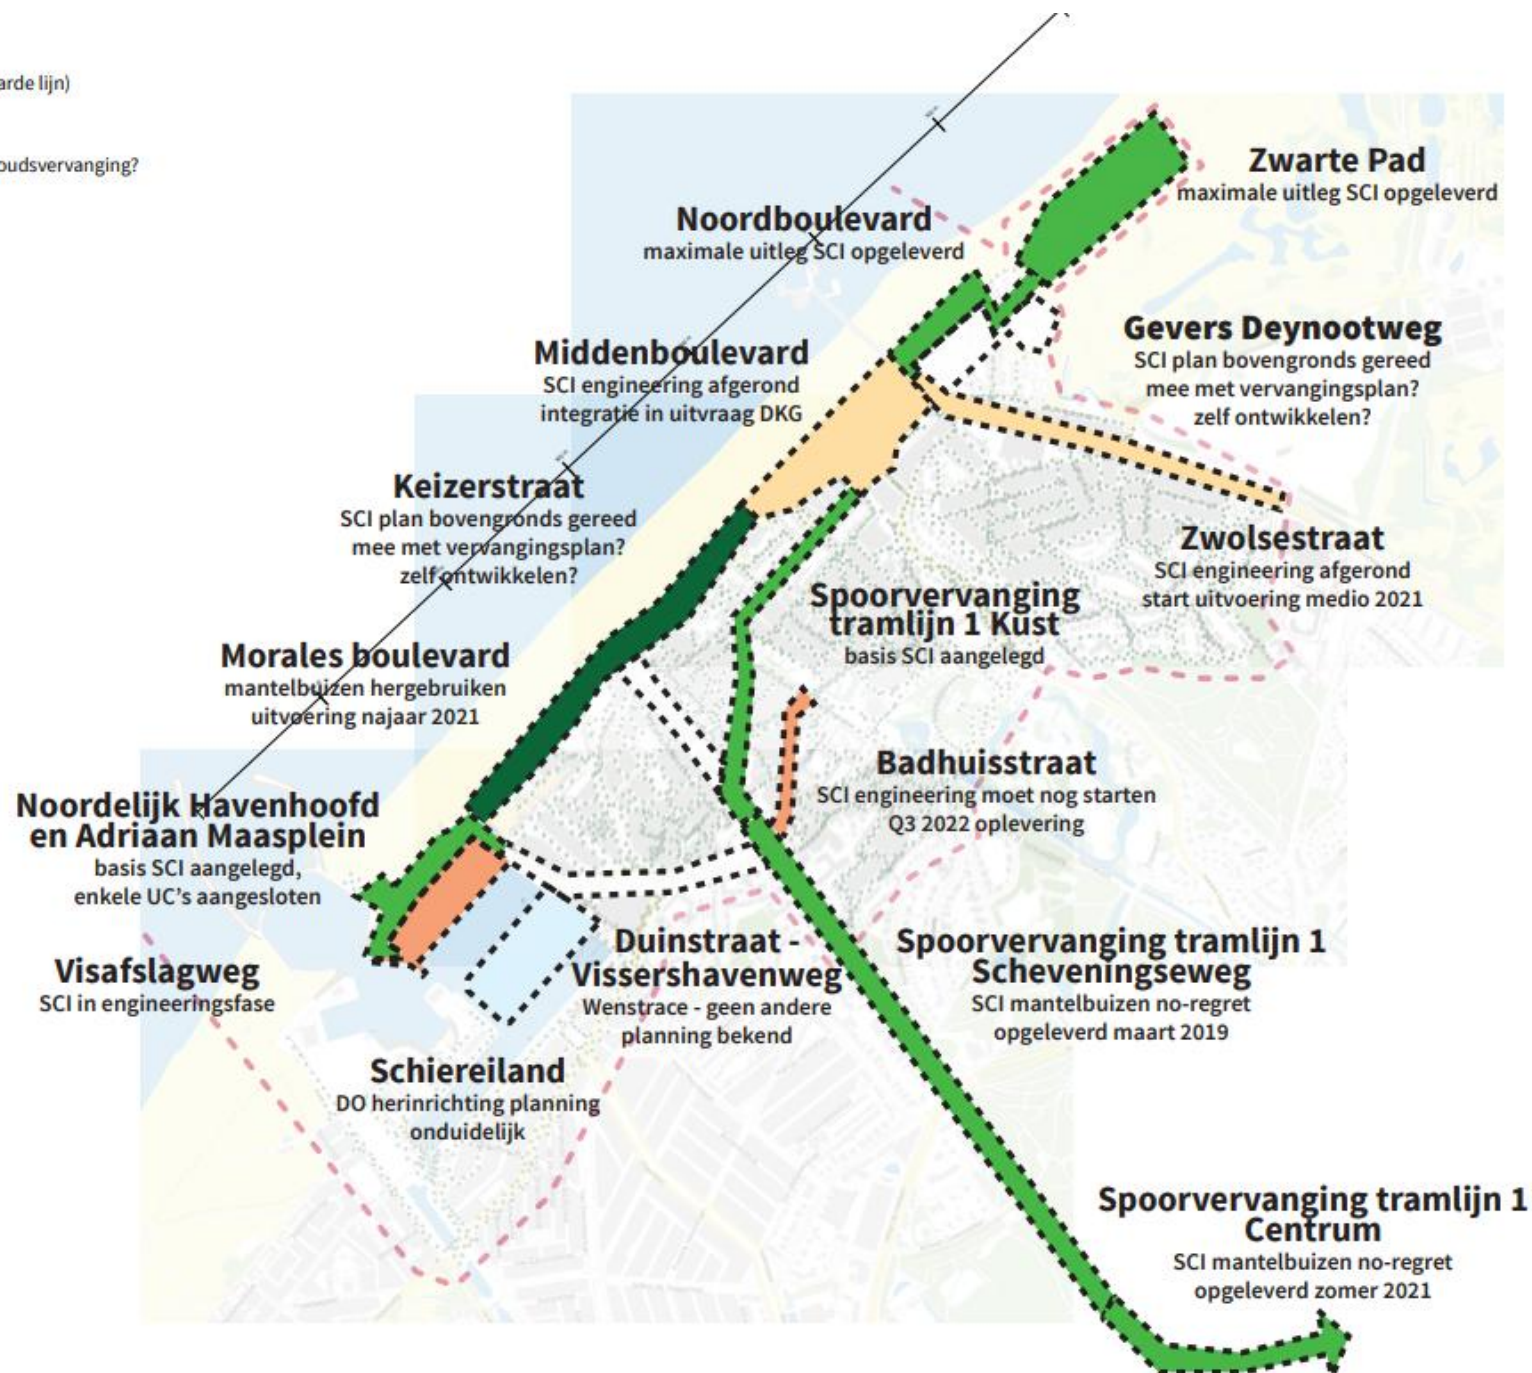 arde lijn)
oudsvervanging?
Zwarte Pad
maximale uitleg SCI opgeleverd
Noordboulevard
maximale uitleg SCI opgeleverd
Gevers Deynootweg
SCI plan bovengronds gereed
mee met vervangingsplan?
zelf ontwikkelen?
Middenboulevard
SCI engineering afgerond
integratie in uitvraag DKG
Keizerstraat
SCI plan bovengronds gereed
mee met vervangingsplan?
zelf ontwikkelen?
Zwolsestraat
SCI engineering afgerond
start uitvoering medio 2021
Spoorvervanging
tramlijn 1 Kust
basis SCI aangelegd
Morales boulevard
mantelbuizen hergebruiken
uitvoering najaar 2021
Badhuisstraat
SCI engineering moet nog starten
Q3 2022 oplevering
Noordelijk Havenhoofd
en Adriaan Maasplein
basis SCI aangelegd,
enkele UC's aangesloten
Visafslagweg
SCI in engineeringsfase
Duinstraat -
Vissershavenweg
Wenstrace - geen andere
planning bekend
Spoorvervanging tramlijn 1
Scheveningseweg
SCI mantelbuizen no-regret
opgeleverd maart 2019
Schiereiland
DO herinrichting planning
onduidelijk
Spoorvervanging tramlijn 1
Centrum
SCI mantelbuizen no-regret
opgeleverd zomer 2021